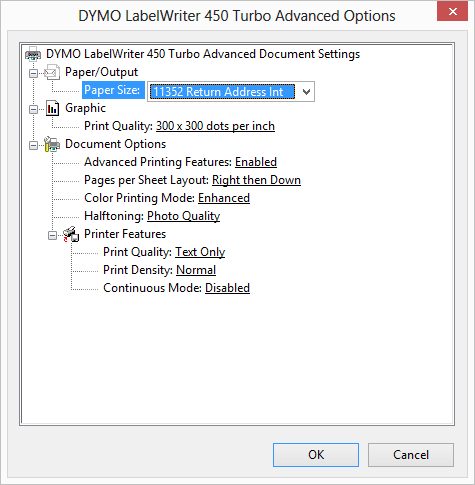 DYMO LabelWriter 450 Turbo Advanced Options
DYMO LabelWriter 450 Turbo Advanced Document Settings
Paper/Output
Paper Size: 11352 Return Address Int
Graphic
Print Quality: 300 x 300 dots per inch
Document Options
Advanced Printing Features: Enabled
Pages per Sheet Layout: Right then Down
Color Printing Mode: Enhanced
Halftoning: Photo Quality
Printer Features
Print Quality: Text Only
Print Density: Normal
Continuous Mode: Disabled
OK Cancel